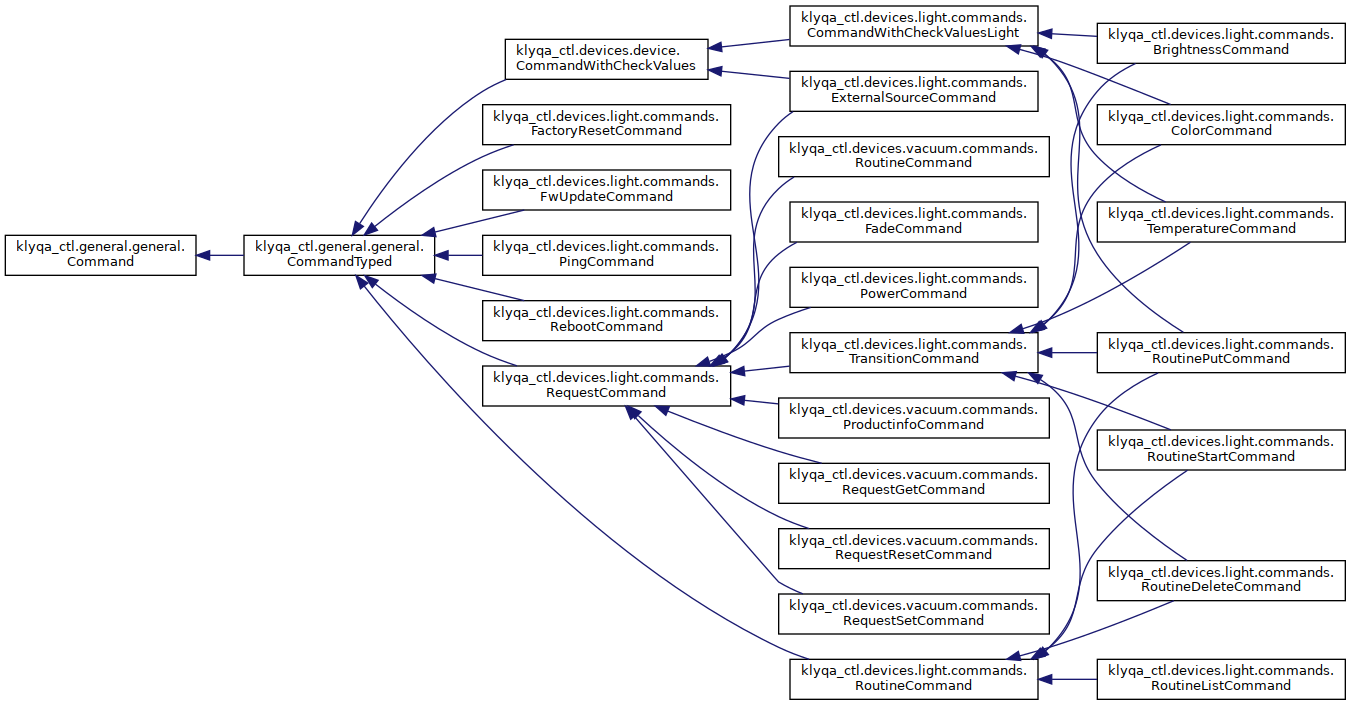 klyqa_ctl.general.general.
Command
klyqa_ctl.general.general.
CommandTyped
klyqa_ctl.devices.device.
CommandWithCheckValues
klyqa_ctl.devices.light.commands.
FactoryResetCommand
klyqa_ctl.devices.light.commands.
FwUpdateCommand
klyqa_ctl.devices.light.commands.
PingCommand
klyqa_ctl.devices.light.commands.
RebootCommand
klyqa_ctl.devices.light.commands.
RequestCommand
klyqa_ctl.devices.light.commands.
CommandWithCheckValuesLight
klyqa_ctl.devices.light.commands.
ExternalSourceCommand
klyqa_ctl.devices.vacuum.commands.
RoutineCommand
klyqa_ctl.devices.light.commands.
FadeCommand
klyqa_ctl.devices.light.commands.
PowerCommand
klyqa_ctl.devices.light.commands.
TransitionCommand
klyqa_ctl.devices.vacuum.commands.
ProductinfoCommand
klyqa_ctl.devices.vacuum.commands.
RequestGetCommand
klyqa_ctl.devices.vacuum.commands.
RequestResetCommand
klyqa_ctl.devices.vacuum.commands.
RequestSetCommand
klyqa_ctl.devices.light.commands.
RoutineCommand
klyqa_ctl.devices.light.commands.
BrightnessCommand
klyqa_ctl.devices.light.commands.
ColorCommand
klyqa_ctl.devices.light.commands.
TemperatureCommand
klyqa_ctl.devices.light.commands.
RoutinePutCommand
klyqa_ctl.devices.light.commands.
RoutineStartCommand
klyqa_ctl.devices.light.commands.
RoutineDeleteCommand
klyqa_ctl.devices.light.commands.
RoutineListCommand